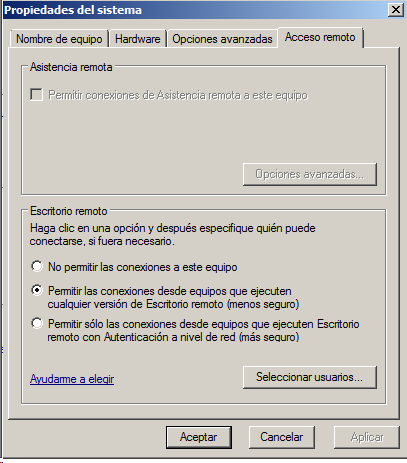 Propiedades del sistema
Nombre de equipo
Hardware
Opciones avanzadas
Acceso remoto
Asistencia remota
Permitir conexiones de Asistencia remota a este equipo
Opciones avanzadas...
Escritorio remoto
Haga clic en una opción y después especifique quién puede
conectarse, si fuera necesario.
No permitir las conexiones a este equipo
Permitir las conexiones desde equipos que ejecuten
cualquier versión de Escritorio remoto (menos seguro)
Permitir sólo las conexiones desde equipos que ejecuten Escritorio
remoto con Autenticación a nivel de red (más seguro)
Ayudarme a elegir
Seleccionar usuarios...
Aceptar
Cancelar
Aplicar